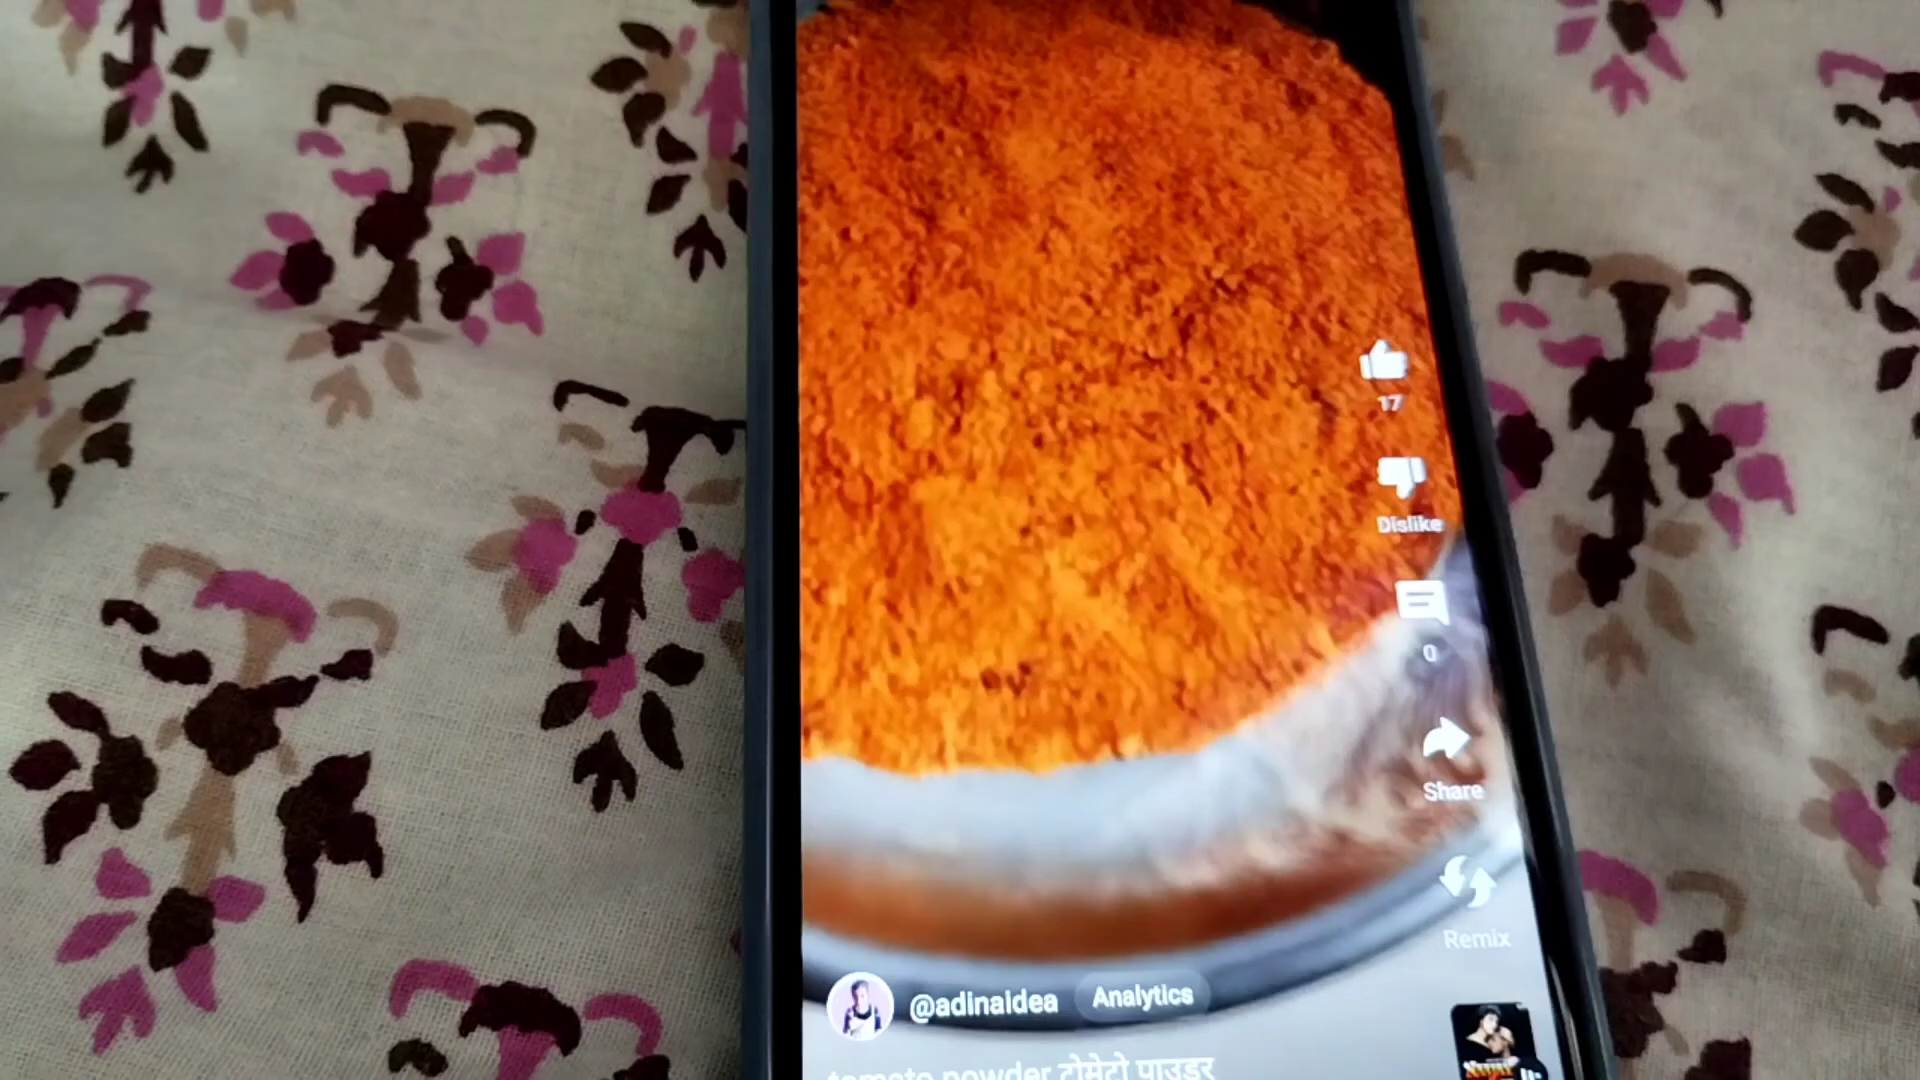 17
Dislike
0
Share
Remix
@adinaidea Analytics
tomato powder टोमेटो पाउडर